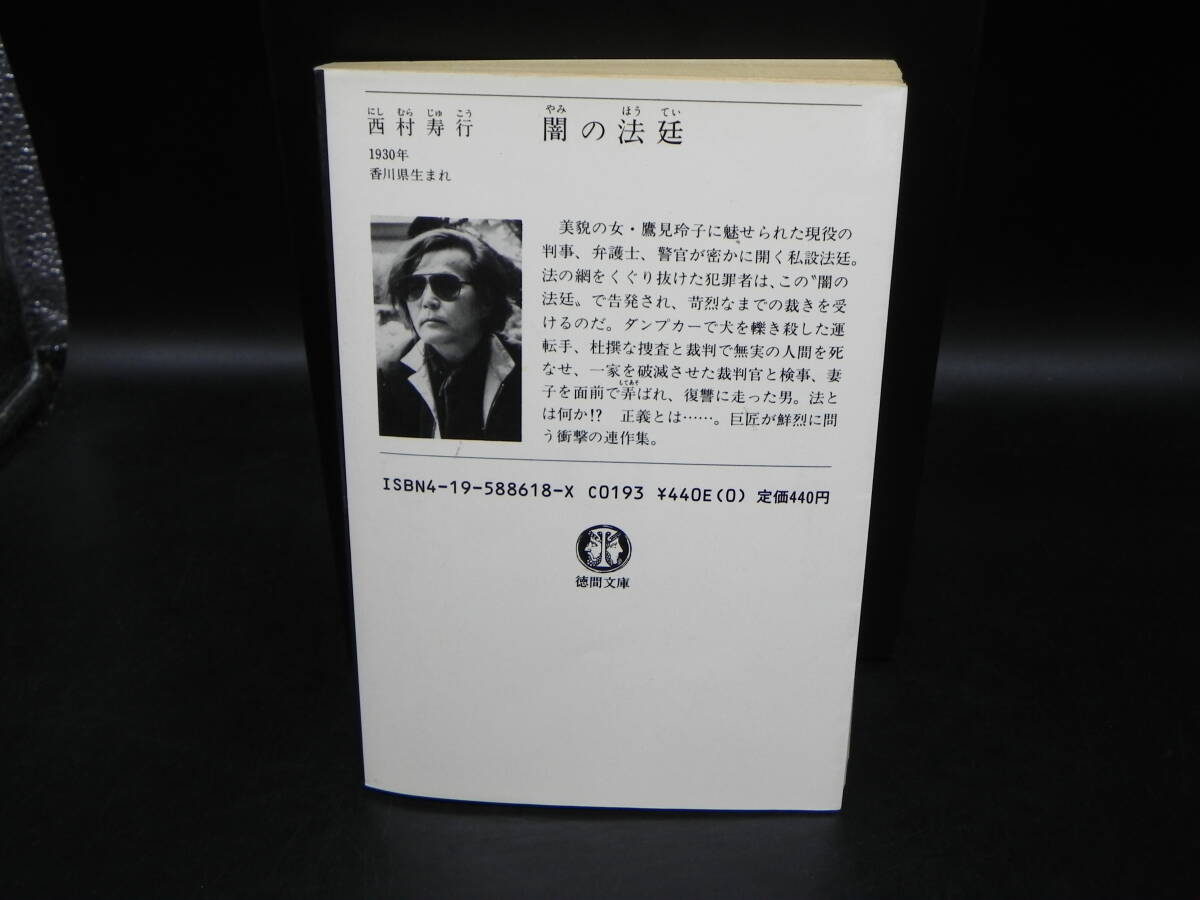 にし むら じゅ こう
西村寿行
1930年
香川県生まれ
やみ ほう てい
闇の法廷
美貌の女・鷹見玲子に魅せられた現役の
判事、弁護士、警官が密かに開く私設法廷。
法の網をくぐり抜けた犯罪者は、この〝闇の
法廷〟で告発され、苛烈なまでの裁きを受
けるのだ。ダンプカーで犬を轢き殺した運
転手、杜撰な捜査と裁判で無実の人間を死
なせ、一家を破滅させた裁判官と検事、妻
もてあそ
子を面前で弄ばれ、復讐に走った男。法と
は何か!?　正義とは……。巨匠が鮮烈に問
う衝撃の連作集。
ISBN4-19-588618-X C0193 ¥440E(0) 定価440円
徳間文庫